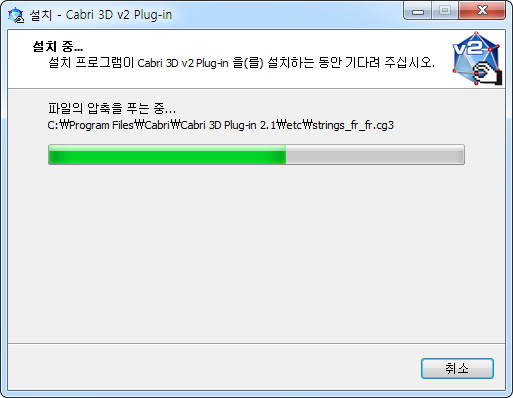 설치 - Cabri 3D v2 Plug-in
설치 중...
설치 프로그램이 Cabri 3D v2 Plug-in 을(를) 설치하는 동안 기다려 주십시오.
v2
파일의 압축을 푸는 중...
C:₩Program Files₩Cabri₩Cabri 3D Plug-in 2.1₩etc₩strings_fr_fr.cg3
취소